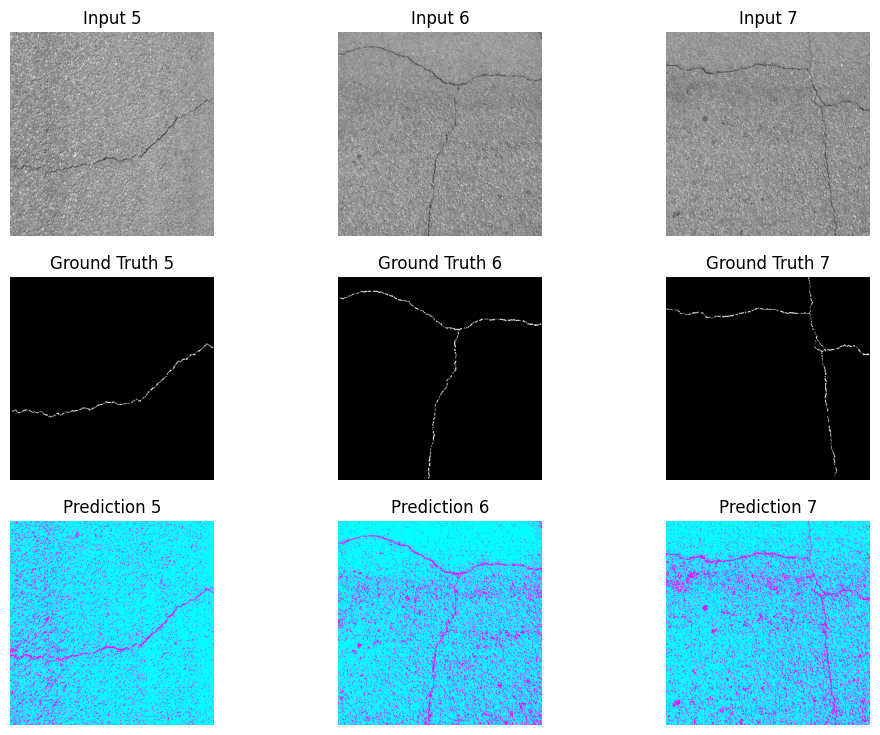 Input 5
Input 6
Input 7
Ground Truth 5
Ground Truth 6
Ground Truth 7
Prediction 5
Prediction 6
Prediction 7